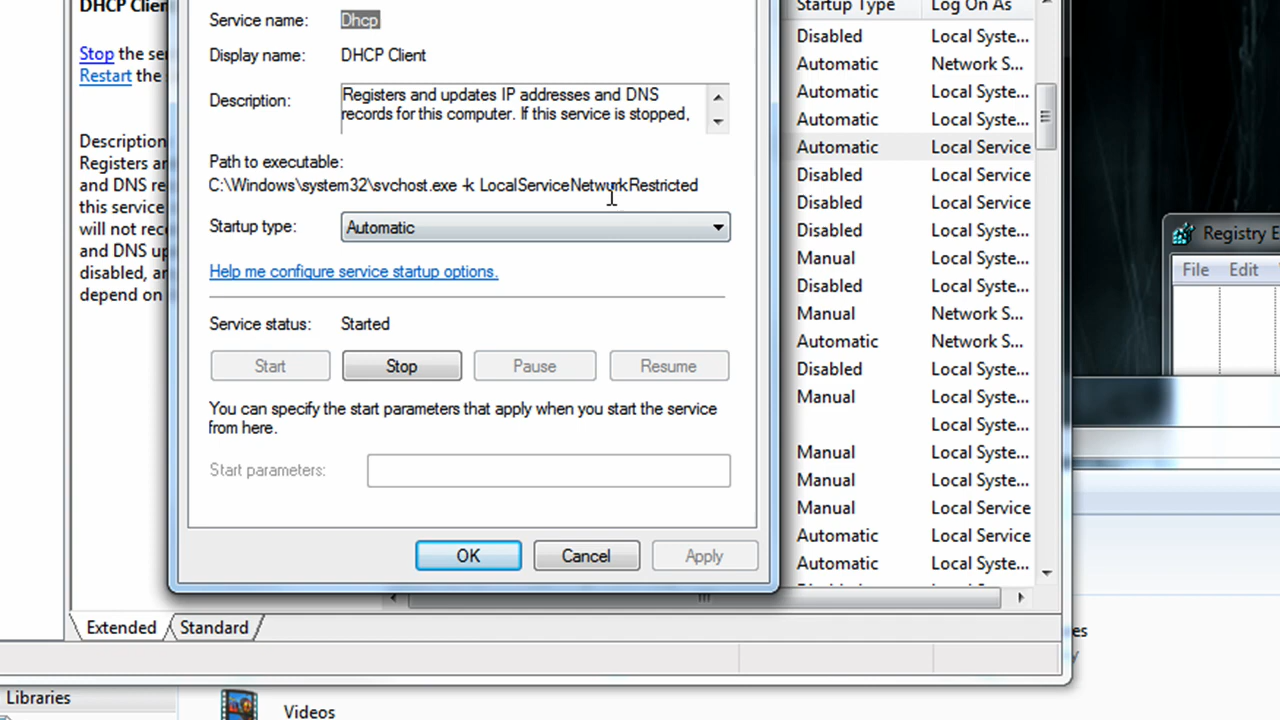 DHCP Clien
Stop the ser
Restart the
Description
Registers ar
and DNS re
this service
will not rec
and DNS up
disabled, ar
depend on
Service name: Dhcp
Display name: DHCP Client
Description: Registers and updates IP addresses and DNS
records for this computer. If this service is stopped,
Path to executable:
C:\Windows\system32\svchost.exe -k LocalServiceNetworkRestricted
Startup type: Automatic
Help me configure service startup options.
Service status: Started
Start Stop Pause Resume
You can specify the start parameters that apply when you start the service
from here.
Start parameters:
OK Cancel Apply
Startup Type Log On As
Disabled Local Syste...
Automatic Network S...
Automatic Local Syste...
Automatic Local Syste...
Automatic Local Service
Disabled Local Service
Disabled Local Service
Disabled Local Syste...
Manual Local Syste...
Disabled Local Syste...
Manual Network S...
Automatic Network S...
Disabled Local Syste...
Manual Local Syste...
Local Syste...
Manual Local Syste...
Manual Local Syste...
Manual Local Service
Automatic Local Service
Automatic Local Syste...
Extended Standard
Registry E
File Edit
es
y
Libraries
Videos